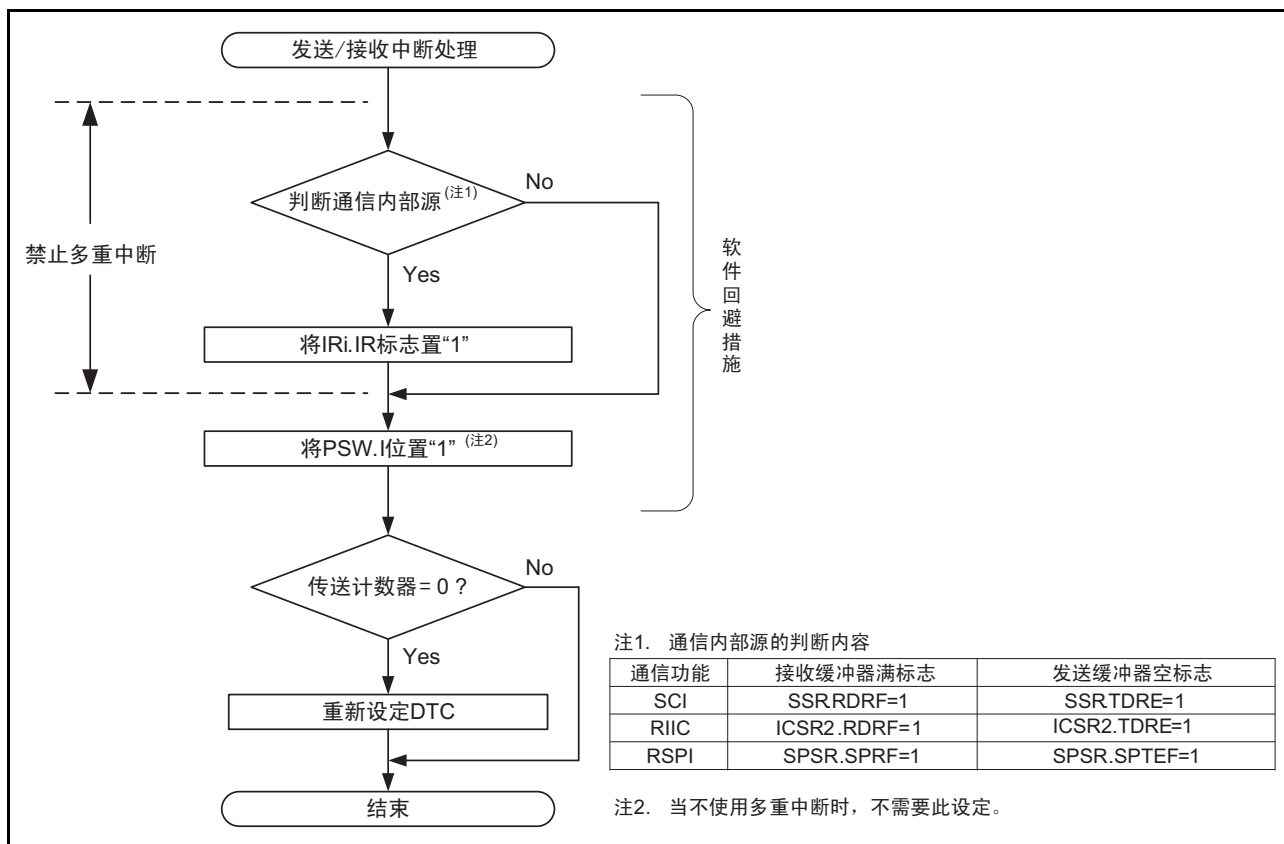 发送/接收中断处理
判断通信内部源(注1)
No
Yes
禁止多重中断
将IRi.IR标志置“1”
将PSW.I位置“1” (注2)
软件回避措施
传送计数器= 0 ?
No
Yes
重新设定DTC
结束
注1. 通信内部源的判断内容
通信功能 接收缓冲器满标志 发送缓冲器空标志
SCI SSR.RDRF=1 SSR.TDRE=1
RIIC ICSR2.RDRF=1 ICSR2.TDRE=1
RSPI SPSR.SPRF=1 SPSR.SPTEF=1
注2. 当不使用多重中断时，不需要此设定。